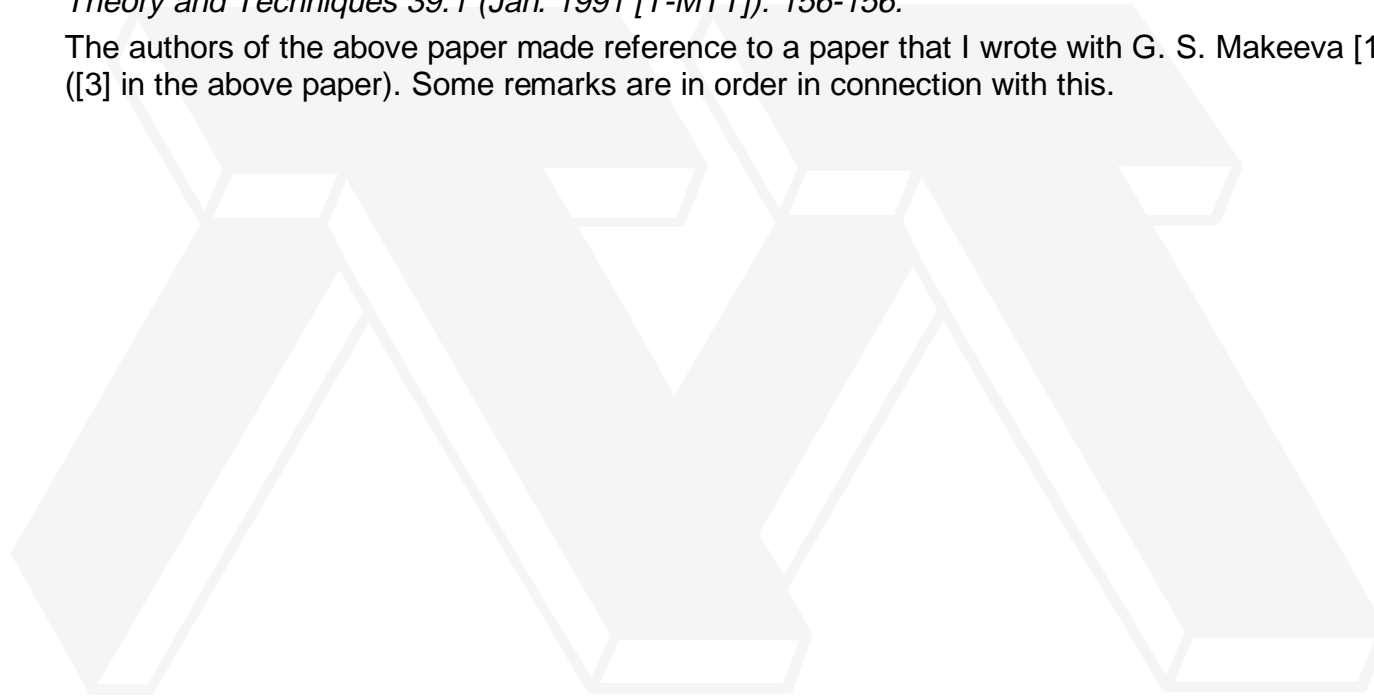 Theory and Techniques 39.1 (Jan. 1991 [T-MTT]): 156-156.
The authors of the above paper made reference to a paper that I wrote with G. S. Makeeva [1
([3] in the above paper). Some remarks are in order in connection with this.